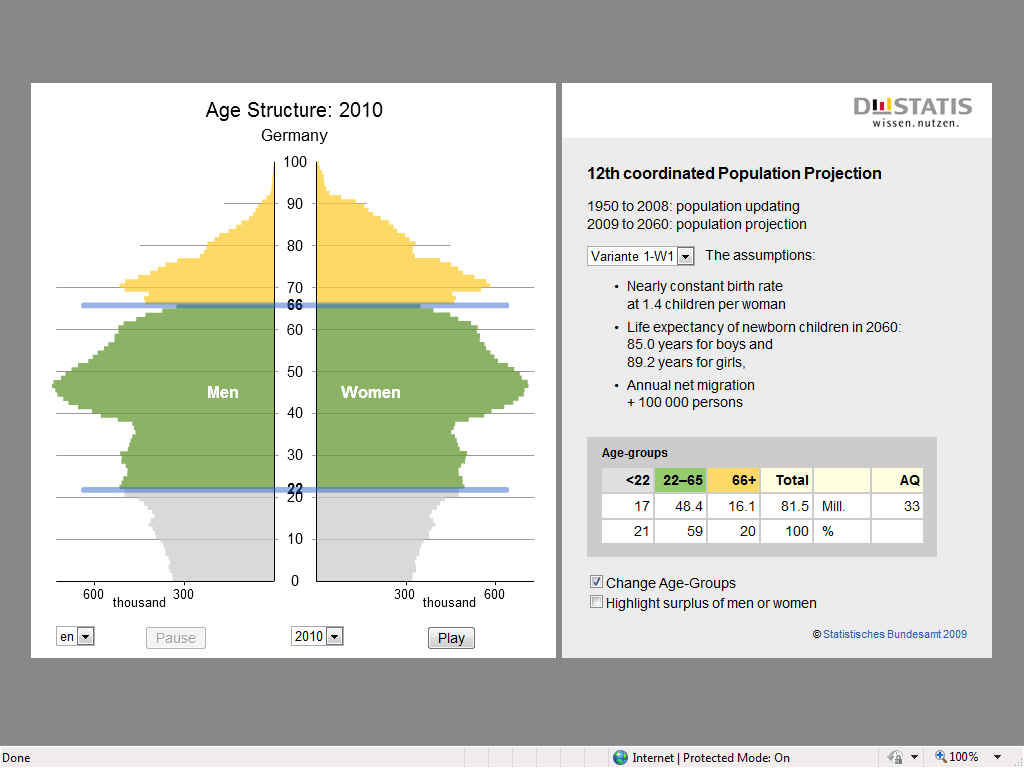 Age Structure: 2010
Germany
100
90
80
70
66
60
50
Men
Women
40
30
22
20
10
0
600
300
300
600
thousand
thousand
en
Pause
2010
Play
DESTATIS
wissen.nutzen.
12th coordinated Population Projection
1950 to 2008: population updating
2009 to 2060: population projection
Variante 1-W1
The assumptions:
• Nearly constant birth rate
at 1.4 children per woman
• Life expectancy of newborn children in 2060:
85.0 years for boys and
89.2 years for girls,
• Annual net migration
+ 100 000 persons
Age-groups
<22 22–65 66+ Total AQ
17 48.4 16.1 81.5 Mill. 33
21 59 20 100 %
Change Age-Groups
Highlight surplus of men or women
© Statistisches Bundesamt 2009
Done
Internet | Protected Mode: On
100%